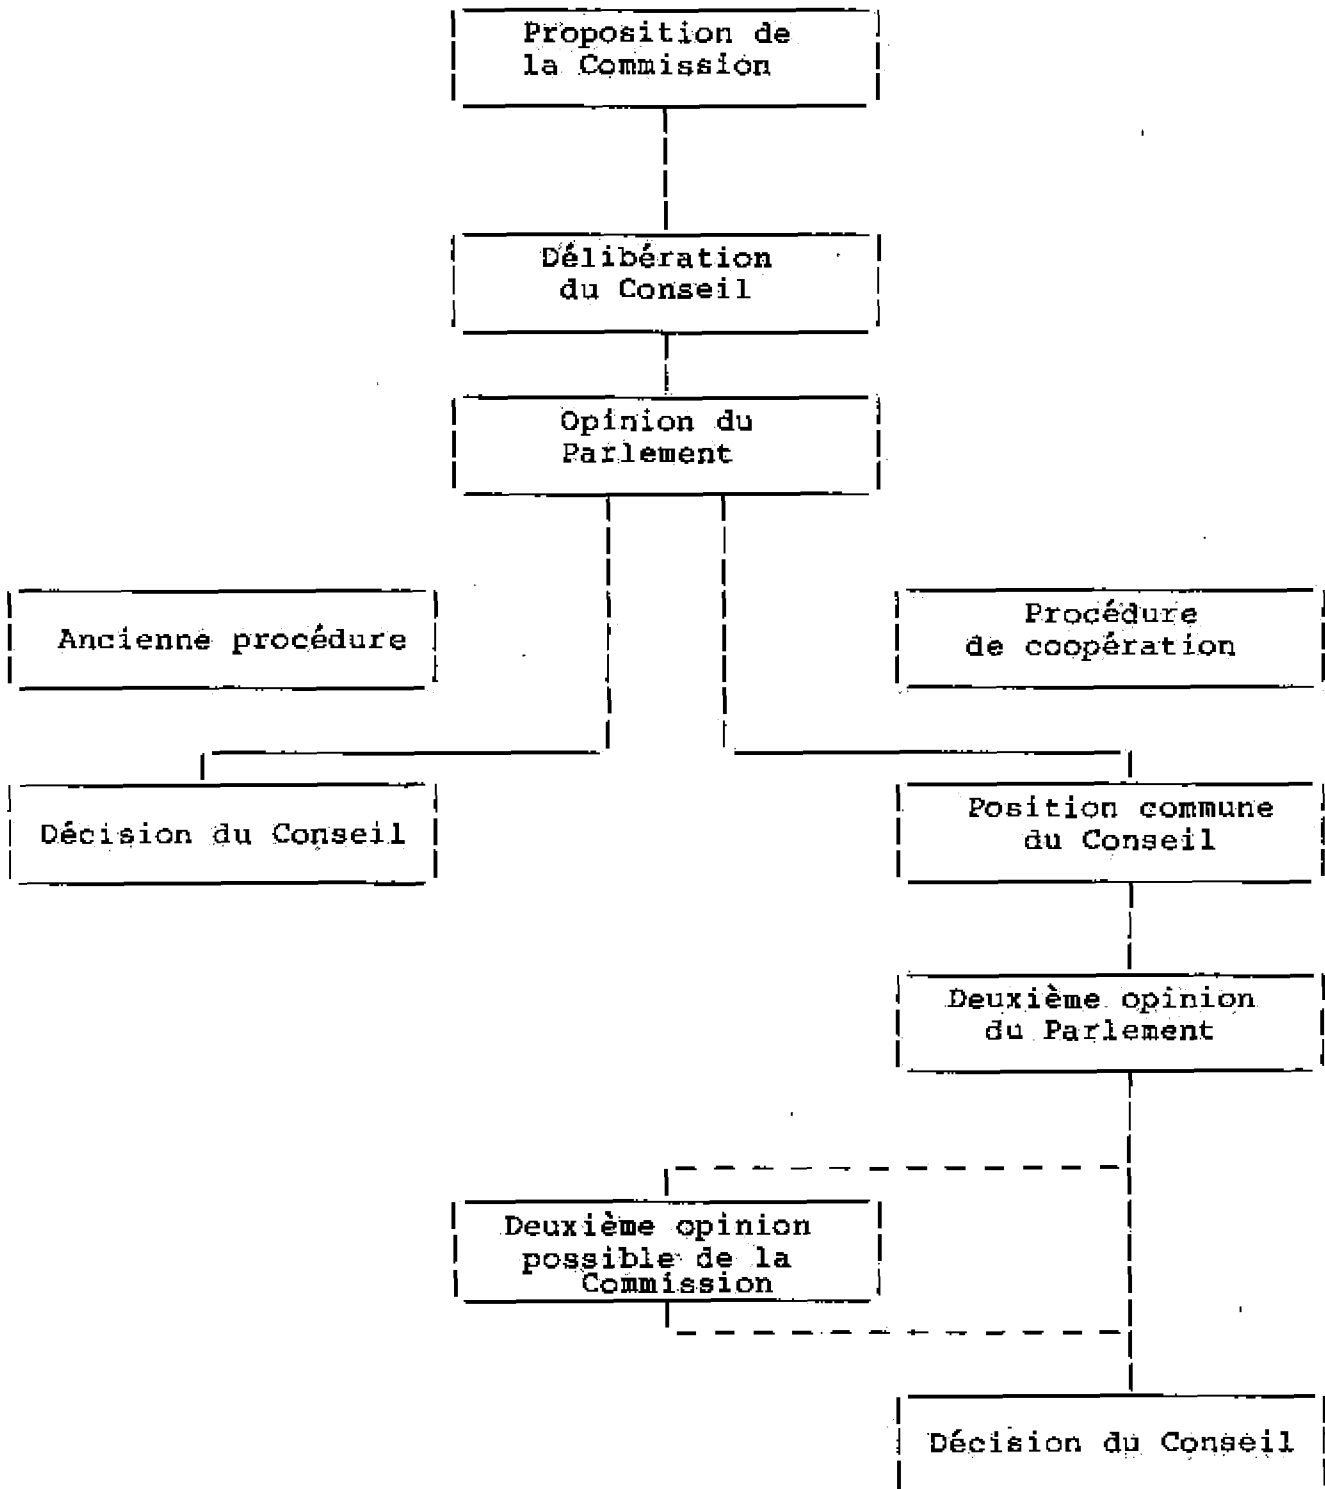 Proposition de
la Commission
Délibération
du Conseil
Opinion du
Parlement
Ancienne procédure
Procédure
de coopération
Décision du Conseil
Position commune
du Conseil
Deuxième opinion
du Parlement
Deuxième opinion
possible de la
Commission
Décision du Conseil